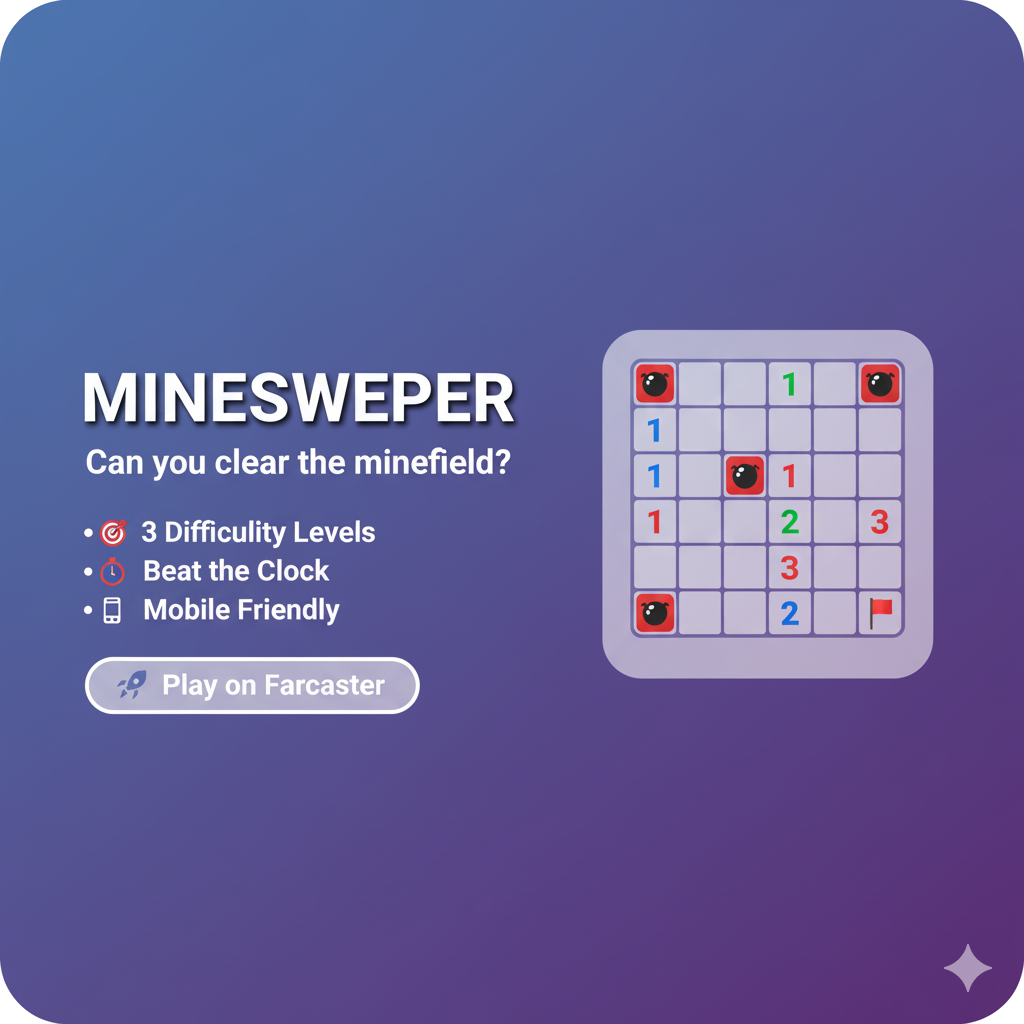 MINESWEPER
Can you clear the minefield?
• 3 Difficulity Levels
• Beat the Clock
• Mobile Friendly
Play on Farcaster
1
1
1 1
1 2 3
3
2